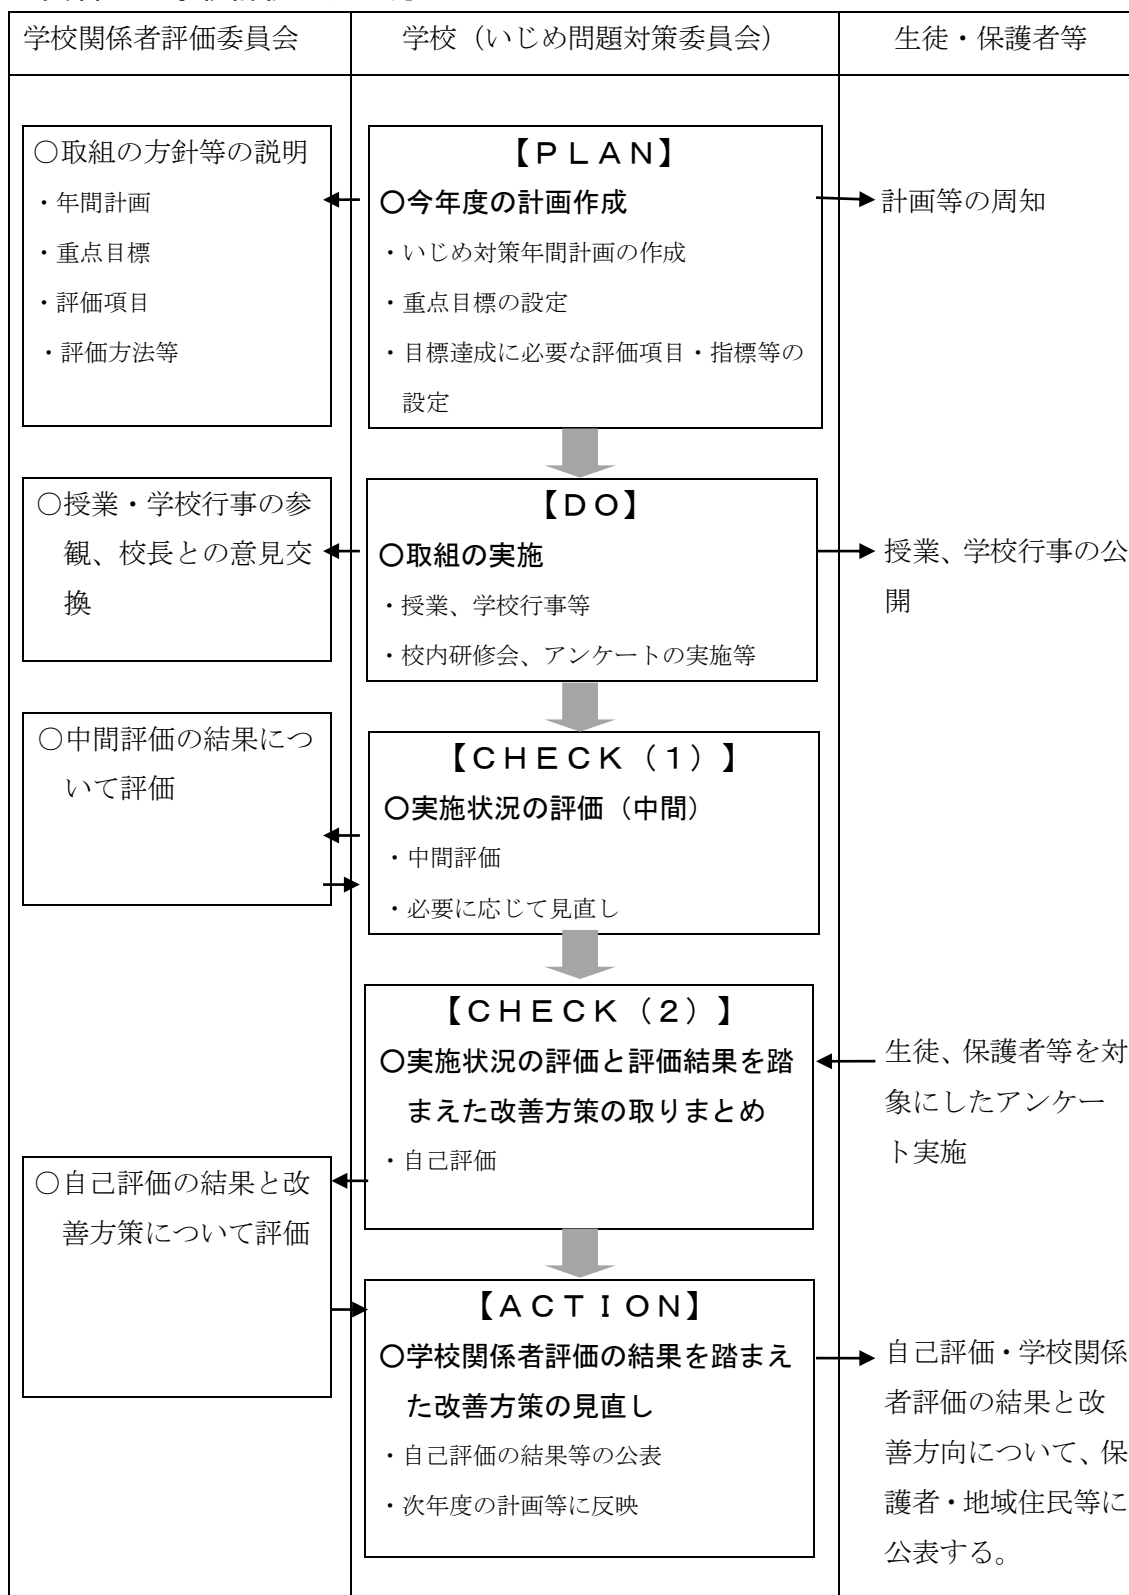 学校関係者評価委員会
学校（いじめ問題対策委員会）
生徒・保護者等
○取組の方針等の説明
・年間計画
・重点目標
・評価項目
・評価方法等
【ＰＬＡＮ】
○今年度の計画作成
・いじめ対策年間計画の作成
・重点目標の設定
・目標達成に必要な評価項目・指標等の
設定
計画等の周知
○授業・学校行事の参
観、校長との意見交
換
【ＤＯ】
○取組の実施
・授業、学校行事等
・校内研修会、アンケートの実施等
授業、学校行事の公
開
○中間評価の結果につ
いて評価
【ＣＨＥＣＫ（１）】
○実施状況の評価（中間）
・中間評価
・必要に応じて見直し
【ＣＨＥＣＫ（２）】
○実施状況の評価と評価結果を踏
まえた改善方策の取りまとめ
・自己評価
生徒、保護者等を対
象にしたアンケー
ト実施
○自己評価の結果と改
善方策について評価
【ＡＣＴＩＯＮ】
○学校関係者評価の結果を踏まえ
た改善方策の見直し
・自己評価の結果等の公表
・次年度の計画等に反映
自己評価・学校関係
者評価の結果と改
善方向について、保
護者・地域住民等に
公表する。